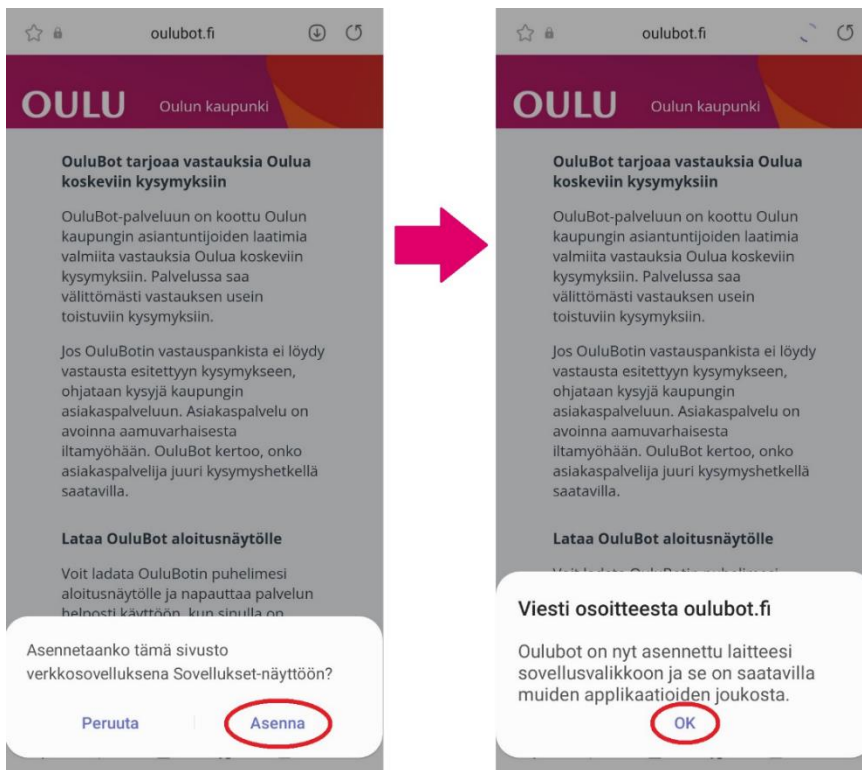 oulubot.fi
OULU Oulun kaupunki
OuluBot tarjoaa vastauksia Oulua
koskeviin kysymyksiin
OuluBot-palveluun on koottu Oulun
kaupungin asiantuntijoiden laatimia
valmiita vastauksia Oulua koskeviin
kysymyksiin. Palvelussa saa
välittömästi vastauksen usein
toistuviin kysymyksiin.
Jos OuluBotin vastauspankista ei löydy
vastausta esitettyyn kysymykseen,
ohjataan kysyjä kaupungin
asiakaspalveluun. Asiakaspalvelu on
avoinna aamuvarhaisesta
iltamyöhään. OuluBot kertoo, onko
asiakaspalvelija juuri kysymyshetkellä
saatavilla.
Lataa OuluBot aloitusnäytölle
Voit ladata OuluBotin puhelimesi
aloitusnäytölle ja napauttaa palvelun
helposti käyttöön, kun sinulla on
Asennetaanko tämä sivusto
verkkosovelluksena Sovellukset-näyttöön?
Peruuta Asenna
oulubot.fi
OULU Oulun kaupunki
OuluBot tarjoaa vastauksia Oulua
koskeviin kysymyksiin
OuluBot-palveluun on koottu Oulun
kaupungin asiantuntijoiden laatimia
valmiita vastauksia Oulua koskeviin
kysymyksiin. Palvelussa saa
välittömästi vastauksen usein
toistuviin kysymyksiin.
Jos OuluBotin vastauspankista ei löydy
vastausta esitettyyn kysymykseen,
ohjataan kysyjä kaupungin
asiakaspalveluun. Asiakaspalvelu on
avoinna aamuvarhaisesta
iltamyöhään. OuluBot kertoo, onko
asiakaspalvelija juuri kysymyshetkellä
saatavilla.
Lataa OuluBot aloitusnäytölle
Viesti osoitteesta oulubot.fi
Oulubot on nyt asennettu laitteesi
sovellusvalikkoon ja se on saatavilla
muiden applikaatioiden joukosta.
OK